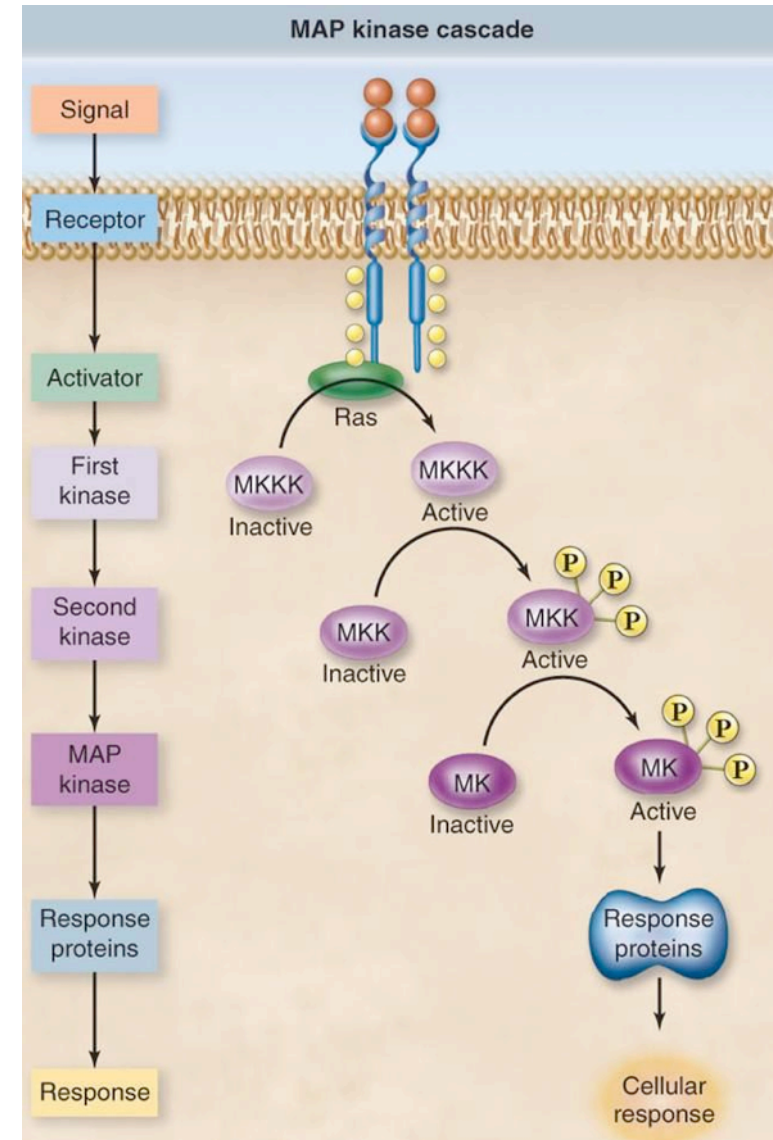 MAP kinase cascade
Signal
Receptor
Activator
First
kinase
Second
kinase
MAP
kinase
Response
proteins
Response
Ras
MKKK
Inactive
MKKK
Active
MKK
Inactive
P
P
P
MKK
Active
MK
Inactive
P
P
P
MK
Active
Response
proteins
Cellular
response